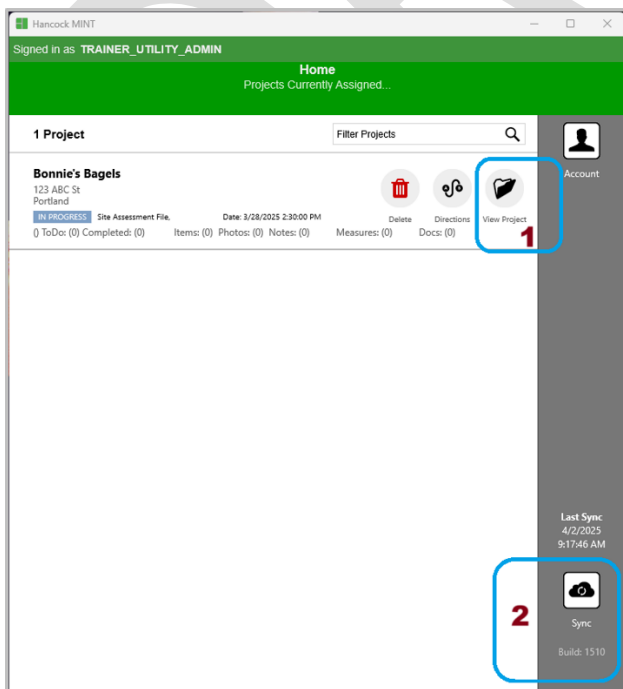 Hancock MINT
Signed in as TRAINER_UTILITY_ADMIN
Home
Projects Currently Assigned...
1 Project
Filter Projects
Account
Bonnie's Bagels
123 ABC St
Portland
IN PROGRESS Site Assessment File, Date: 3/28/2025 2:30:00 PM
Delete Directions View Project
() ToDo: (0) Completed: (0) Items: (0) Photos: (0) Notes: (0) Measures: (0) Docs: (0)
1
Last Sync
4/2/2025
9:17:46 AM
2
Sync
Build: 1510